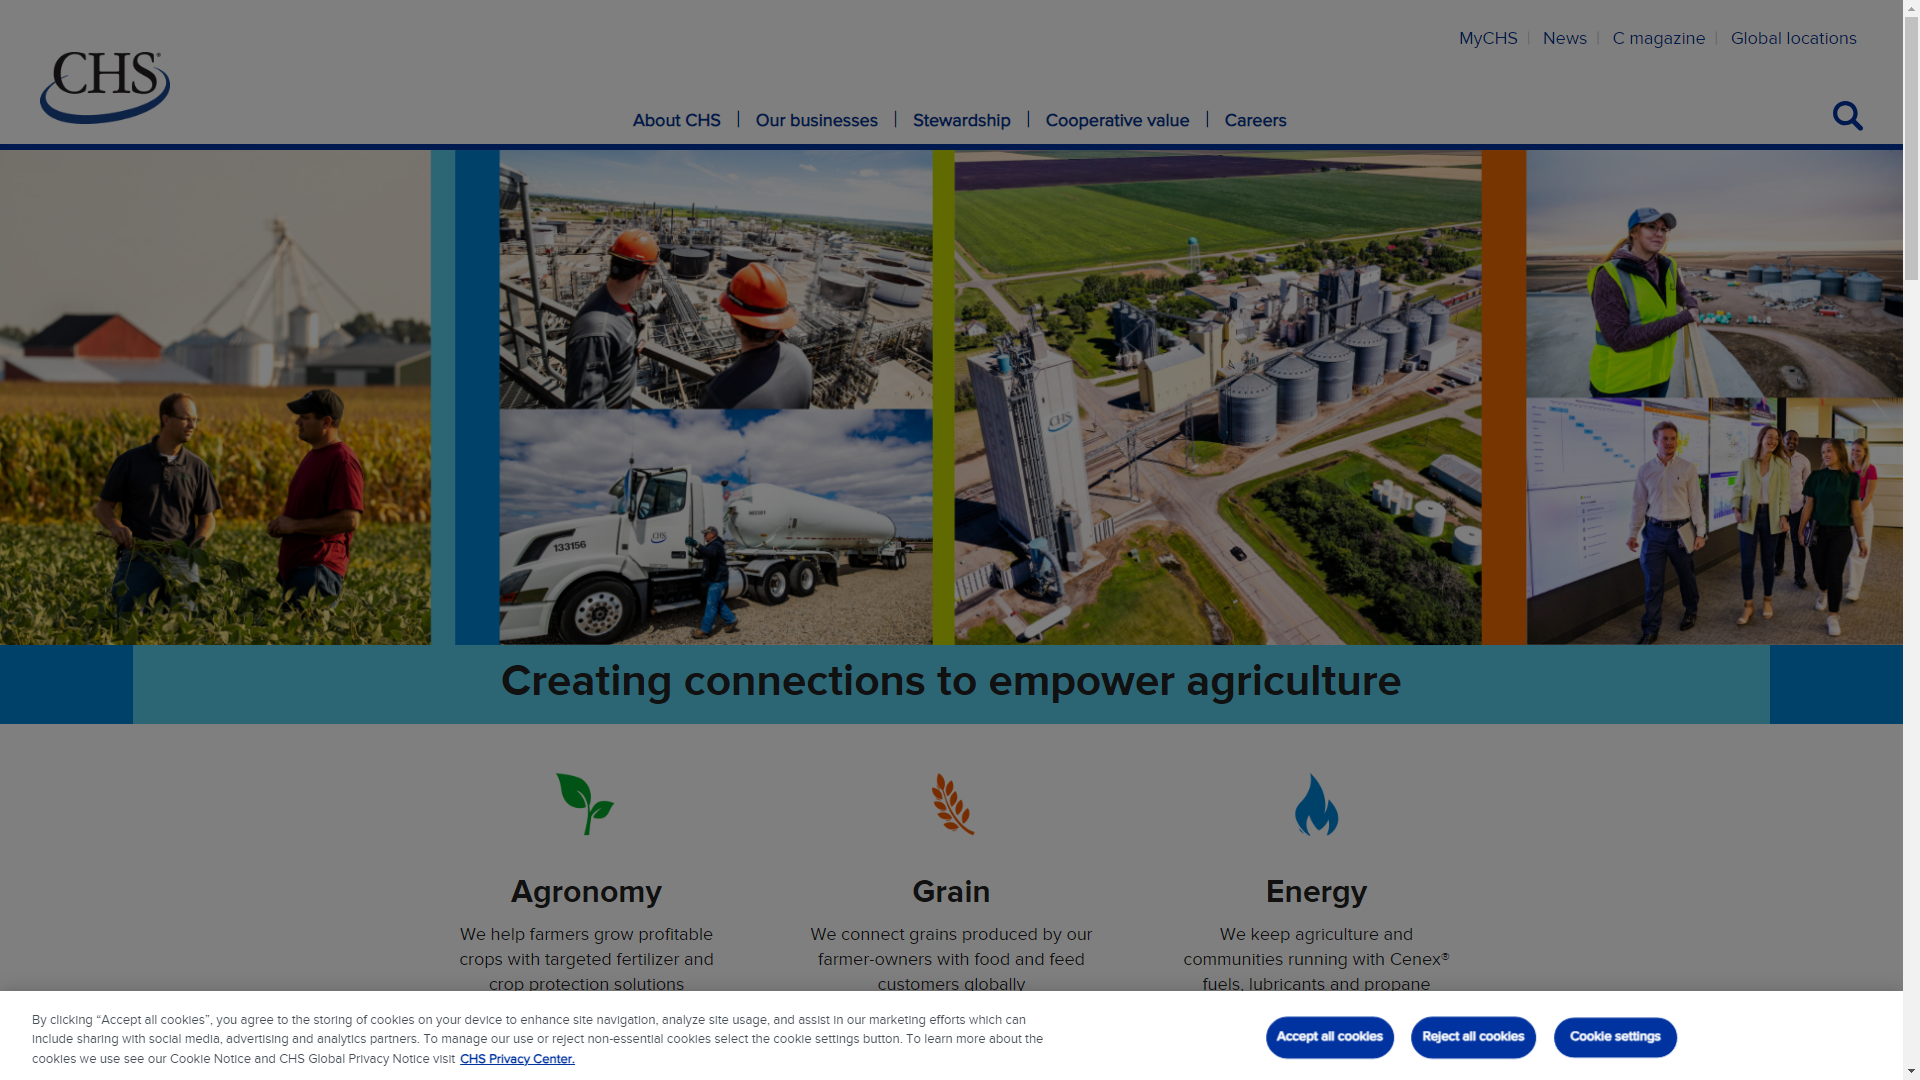 MyCHS
News
C magazine
Global locations
CHS®
About CHS
Our businesses
Stewardship
Cooperative value
Careers
CHS
133156
CHS
Creating connections to empower agriculture
Agronomy
We help farmers grow profitable
crops with targeted fertilizer and
crop protection solutions
Grain
We connect grains produced by our
farmer-owners with food and feed
customers globally
Energy
We keep agriculture and
communities running with Cenex®
fuels, lubricants and propane
By clicking “Accept all cookies”, you agree to the storing of cookies on your device to enhance site navigation, analyze site usage, and assist in our marketing efforts which can
include sharing with social media, advertising and analytics partners. To manage our use or reject non-essential cookies select the cookie settings button. To learn more about the
cookies we use see our Cookie Notice and CHS Global Privacy Notice visit CHS Privacy Center.
Accept all cookies
Reject all cookies
Cookie settings